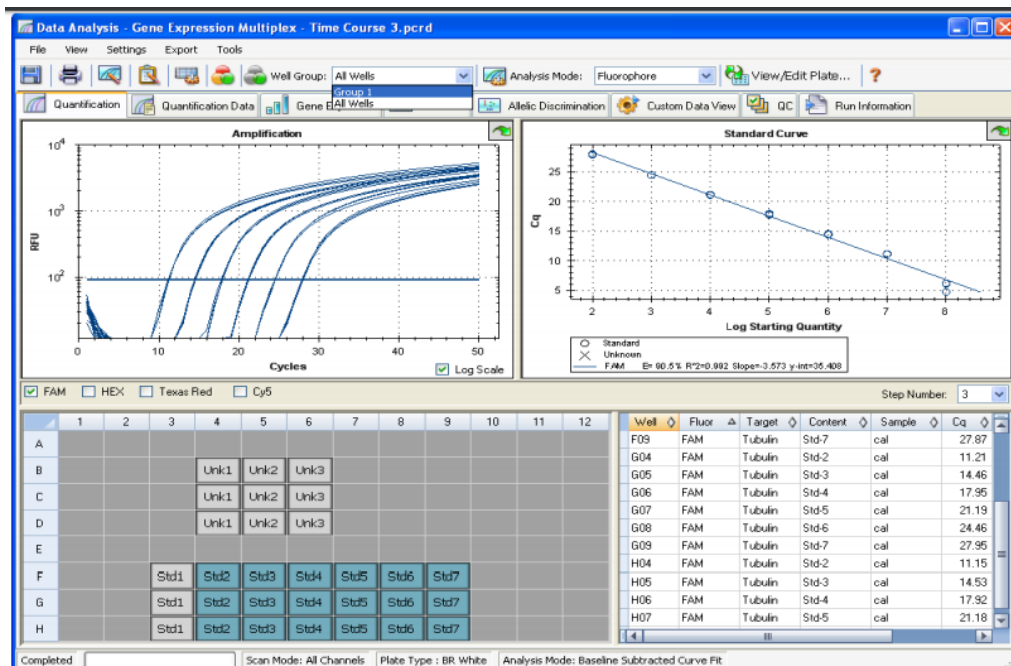 Data Analysis - Gene Expression Multiplex - Time Course 3.pcrd
File View Settings Export Tools
Well Group: All Wells Analysis Mode: Fluorophore View/Edit Plate... ?
Group 1
All Wells
Quantification Quantification Data Gene E Allelic Discrimination Custom Data View QC Run Information
Amplification
10^4
10^3
10^2
RFU
0 10 20 30 40 50
Cycles
Log Scale
Standard Curve
25
20
15
10
5
Cq
2 3 4 5 6 7 8
Log Starting Quantity
Standard
Unknown
FAM E= 90.5% R^2=0.992 Slope=-3.573 y-int=35.408
FAM HEX Texas Red Cy5 Step Number: 3
1 2 3 4 5 6 7 8 9 10 11 12
A
B Unk1 Unk2 Unk3
C Unk1 Unk2 Unk3
D Unk1 Unk2 Unk3
E
F Std1 Std2 Std3 Std4 Std5 Std6 Std7
G Std1 Std2 Std3 Std4 Std5 Std6 Std7
H Std1 Std2 Std3 Std4 Std5 Std6 Std7
Well Fluor Target Content Sample Cq
F09 FAM Tubulin Std-7 cal 27.87
G04 FAM Tubulin Std-2 cal 11.21
G05 FAM Tubulin Std-3 cal 14.46
G06 FAM Tubulin Std-4 cal 17.95
G07 FAM Tubulin Std-5 cal 21.19
G08 FAM Tubulin Std-6 cal 24.46
G09 FAM Tubulin Std-7 cal 27.95
H04 FAM Tubulin Std-2 cal 11.15
H05 FAM Tubulin Std-3 cal 14.53
H06 FAM Tubulin Std-4 cal 17.92
H07 FAM Tubulin Std-5 cal 21.18
Completed Scan Mode: All Channels Plate Type : BR White Analysis Mode: Baseline Subtracted Curve Fit